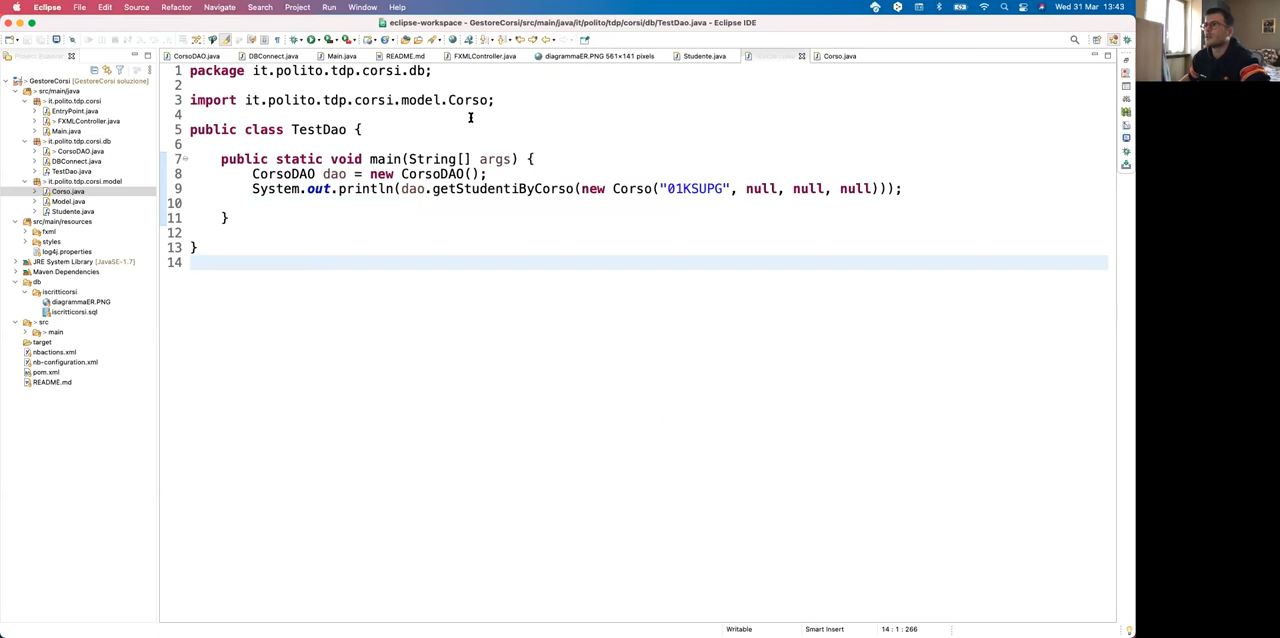 Eclipse File Edit Source Refactor Navigate Search Project Run Window Help Wed 31 Mar 13:43
eclipse-workspace - GestoreCorsi/src/main/java/it/polito/tdp/corsi/db/TestDao.java - Eclipse IDE
CorsoDAO.java DBConnect.java Main.java README.md FXMLController.java diagrammaER.PNG 561×141 pixels Studente.java Corso.java
GestoreCorsi [GestoreCorsi soluzione]
src/main/java
it.polito.tdp.corsi
EntryPoint.java
> FXMLController.java
Main.java
it.polito.tdp.corsi.db
> CorsoDAO.java
DBConnect.java
TestDao.java
it.polito.tdp.corsi.model
Corso.java
Model.java
Studente.java
src/main/resources
fxml
styles
log4j.properties
JRE System Library [JavaSE-1.7]
Maven Dependencies
db
iscritticorsi
diagrammaER.PNG
iscritticorsi.sql
> src
> main
target
nbactions.xml
nb-configuration.xml
pom.xml
README.md
1 package it.polito.tdp.corsi.db;
2
3 import it.polito.tdp.corsi.model.Corso;
4
5 public class TestDao {
6
7 public static void main(String[] args) {
8 CorsoDAO dao = new CorsoDAO();
9 System.out.println(dao.getStudentiByCorso(new Corso("01KSUPG", null, null, null)));
10
11 }
12
13 }
14
Writable Smart Insert 14 : 1 : 266